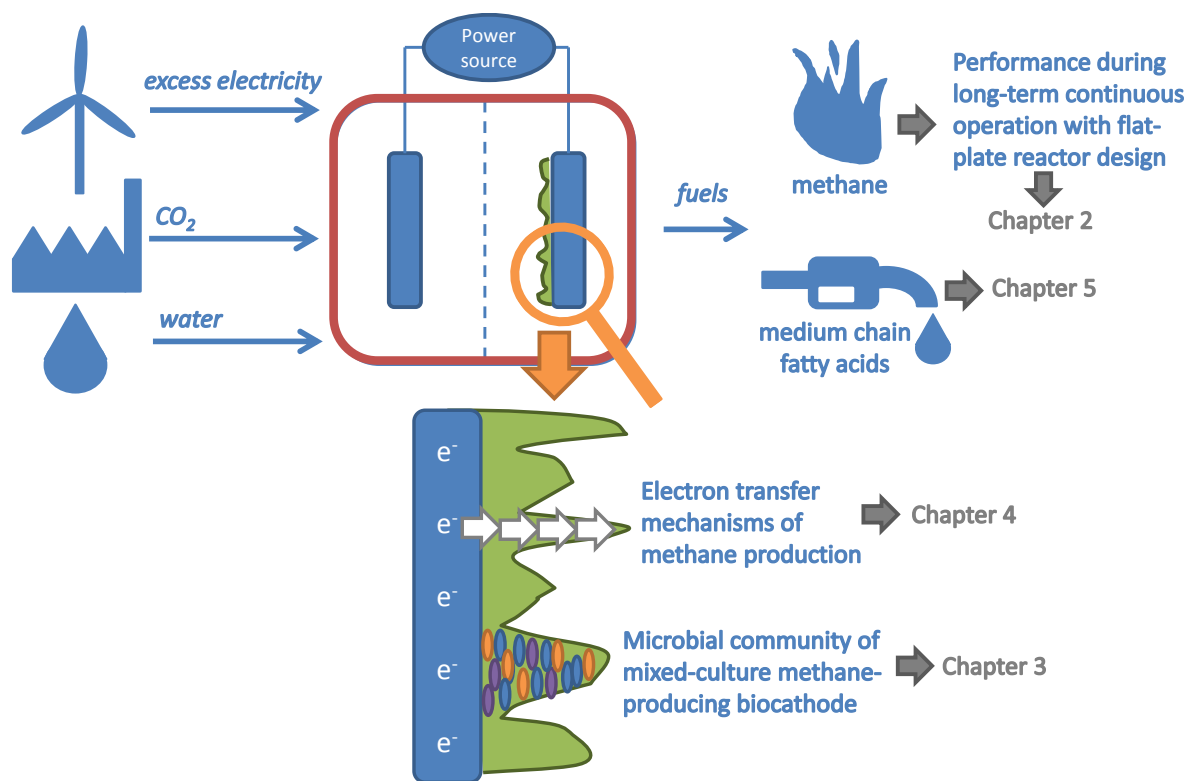 Power
source
excess electricity
CO₂
water
fuels
methane
Performance during
long-term continuous
operation with flat-
plate reactor design
Chapter 2
medium chain
fatty acids
Chapter 5
e⁻
e⁻
e⁻
e⁻
e⁻
Electron transfer
mechanisms of
methane production
Chapter 4
Microbial community of
mixed-culture methane-
producing biocathode
Chapter 3